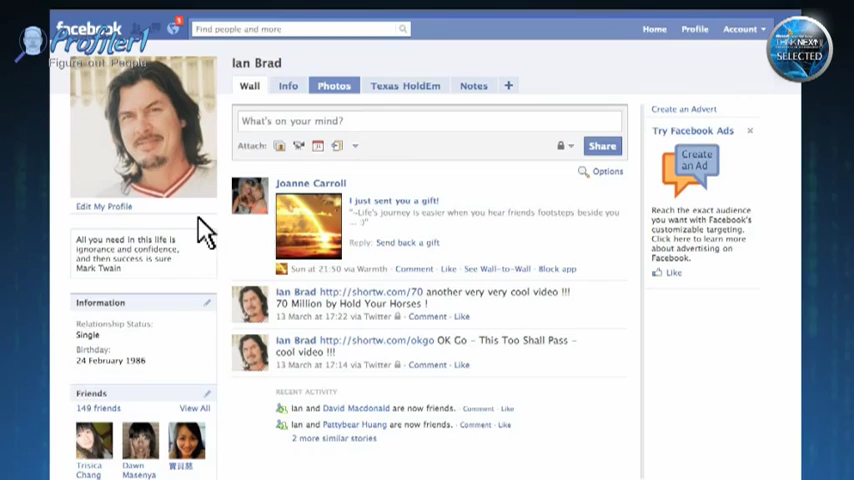 facebook
1
Find people and more
Home Profile Account
Profiler1
Figure out People
THINKNEXT
SELECTED
Ian Brad
Wall Info Photos Texas HoldEm Notes +
What's on your mind?
Attach: 31
Share
Options
Edit My Profile
All you need in this life is
ignorance and confidence,
and then success is sure
Mark Twain
Information
Relationship Status:
Single
Birthday:
24 February 1986
Friends
149 friends View All
Trisica
Chang
Dawn
Masenya
Joanne Carroll
I just sent you a gift!
"~Life's journey is easier when you hear friends footsteps beside you
... :)"
Reply: Send back a gift
Sun at 21:50 via Warmth · Comment · Like · See Wall-to-Wall · Block app
Ian Brad http://shortw.com/70 another very very cool video !!!
70 Million by Hold Your Horses !
13 March at 17:22 via Twitter · Comment · Like
Ian Brad http://shortw.com/okgo OK Go - This Too Shall Pass -
cool video !!!
13 March at 17:14 via Twitter · Comment · Like
RECENT ACTIVITY
Ian and David Macdonald are now friends. · Comment · Like
Ian and Pattybear Huang are now friends. · Comment · Like
2 more similar stories
Create an Advert
Try Facebook Ads
Create
an Ad
Reach the exact audience
you want with Facebook's
customizable targeting.
Click here to learn more
about advertising on
Facebook.
Like